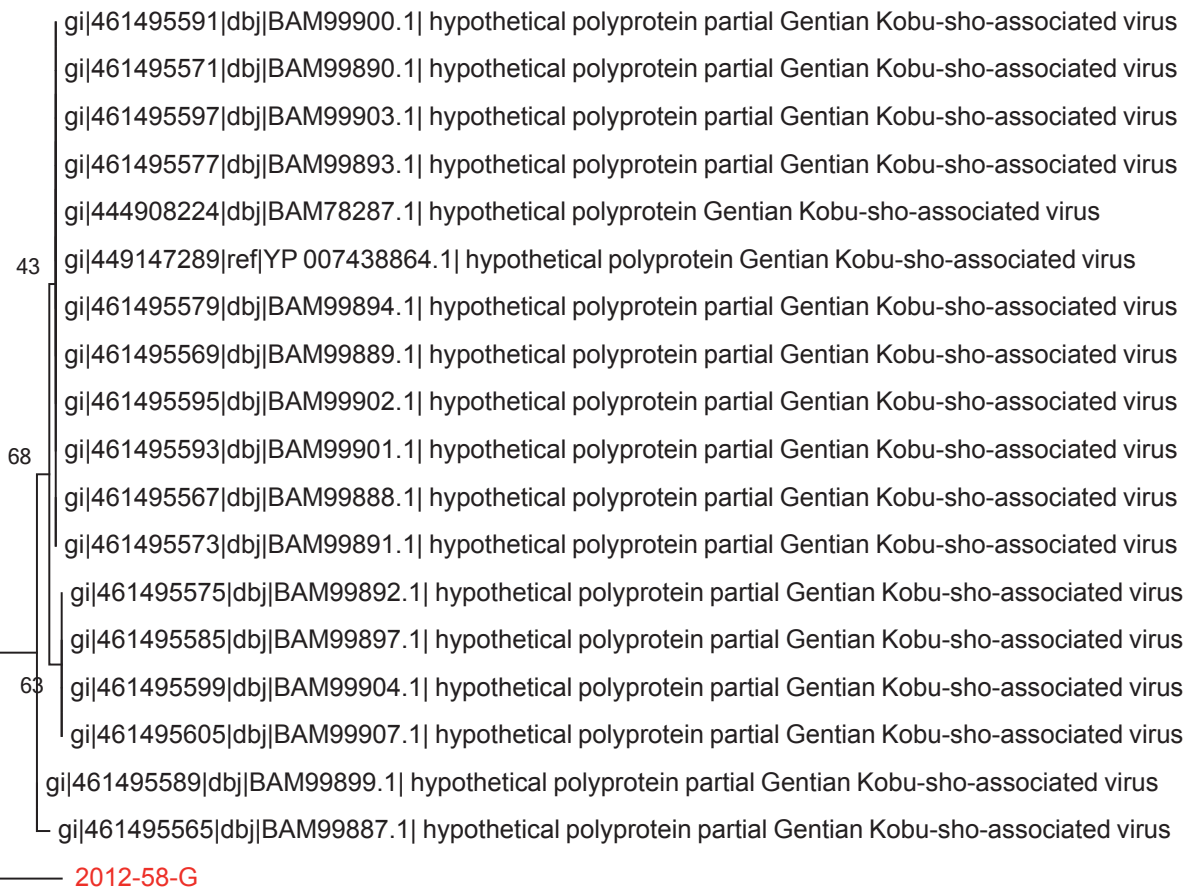 gi|461495591|dbj|BAM99900.1| hypothetical polyprotein partial Gentian Kobu-sho-associated virus
gi|461495571|dbj|BAM99890.1| hypothetical polyprotein partial Gentian Kobu-sho-associated virus
gi|461495597|dbj|BAM99903.1| hypothetical polyprotein partial Gentian Kobu-sho-associated virus
gi|461495577|dbj|BAM99893.1| hypothetical polyprotein partial Gentian Kobu-sho-associated virus
gi|444908224|dbj|BAM78287.1| hypothetical polyprotein Gentian Kobu-sho-associated virus
43 gi|449147289|ref|YP 007438864.1| hypothetical polyprotein Gentian Kobu-sho-associated virus
gi|461495579|dbj|BAM99894.1| hypothetical polyprotein partial Gentian Kobu-sho-associated virus
gi|461495569|dbj|BAM99889.1| hypothetical polyprotein partial Gentian Kobu-sho-associated virus
gi|461495595|dbj|BAM99902.1| hypothetical polyprotein partial Gentian Kobu-sho-associated virus
68 gi|461495593|dbj|BAM99901.1| hypothetical polyprotein partial Gentian Kobu-sho-associated virus
gi|461495567|dbj|BAM99888.1| hypothetical polyprotein partial Gentian Kobu-sho-associated virus
gi|461495573|dbj|BAM99891.1| hypothetical polyprotein partial Gentian Kobu-sho-associated virus
gi|461495575|dbj|BAM99892.1| hypothetical polyprotein partial Gentian Kobu-sho-associated virus
gi|461495585|dbj|BAM99897.1| hypothetical polyprotein partial Gentian Kobu-sho-associated virus
63 gi|461495599|dbj|BAM99904.1| hypothetical polyprotein partial Gentian Kobu-sho-associated virus
gi|461495605|dbj|BAM99907.1| hypothetical polyprotein partial Gentian Kobu-sho-associated virus
gi|461495589|dbj|BAM99899.1| hypothetical polyprotein partial Gentian Kobu-sho-associated virus
gi|461495565|dbj|BAM99887.1| hypothetical polyprotein partial Gentian Kobu-sho-associated virus
2012-58-G